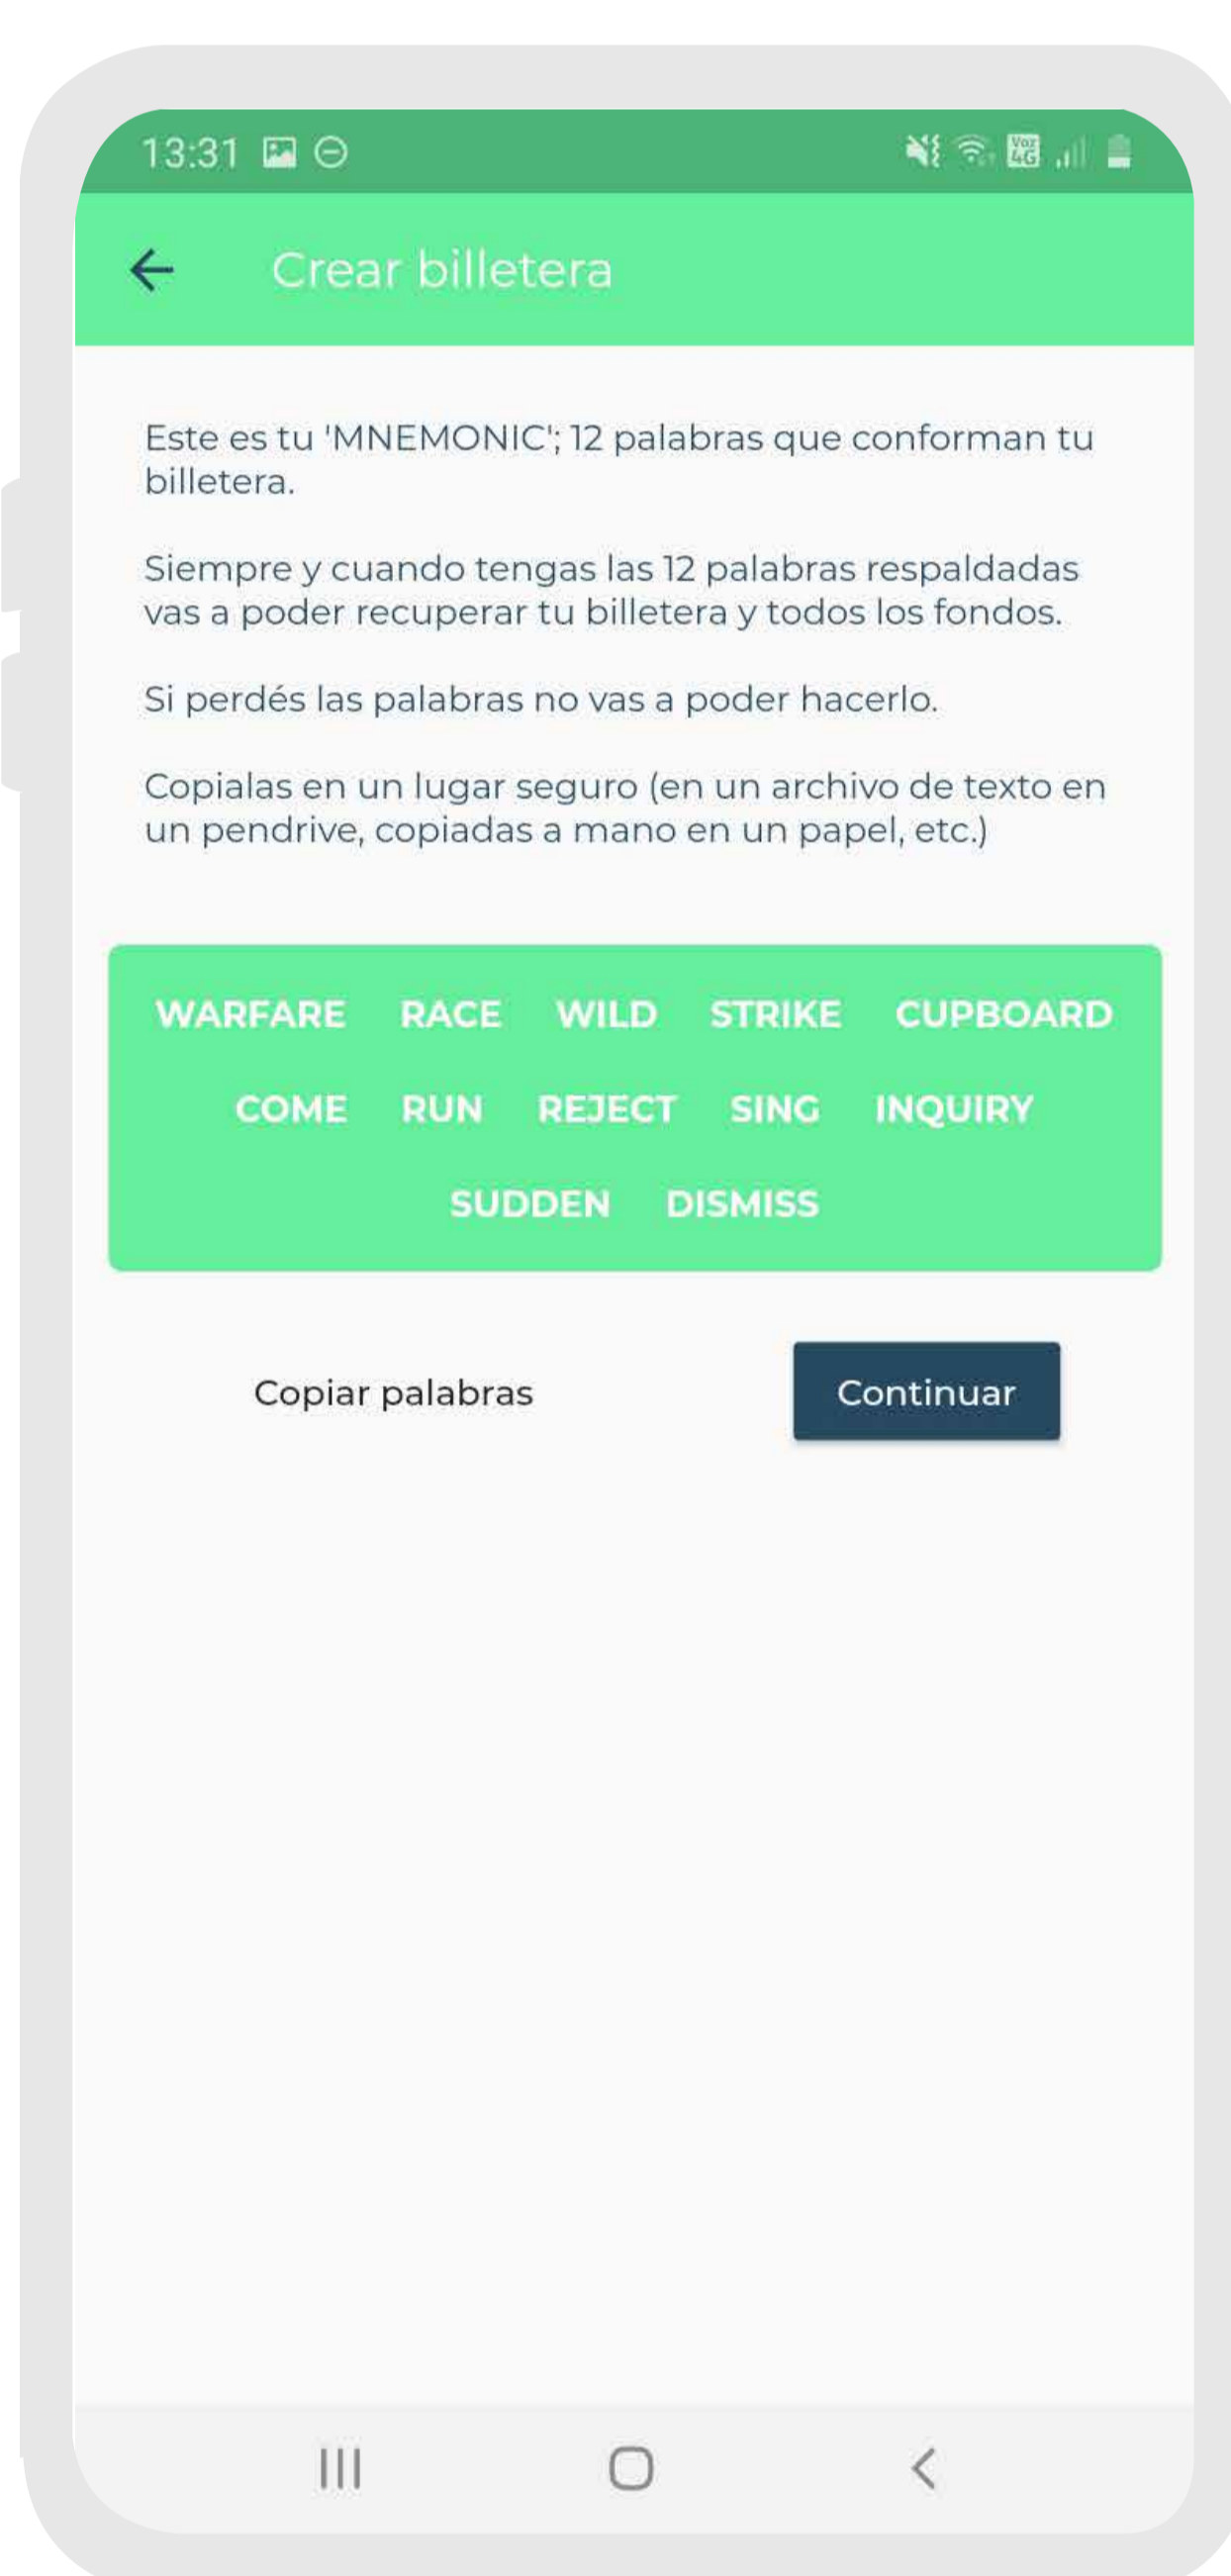 13:31
Crear billetera
Este es tu 'MNEMONIC'; 12 palabras que conforman tu
billetera.
Siempre y cuando tengas las 12 palabras respaldadas
vas a poder recuperar tu billetera y todos los fondos.
Si perdés las palabras no vas a poder hacerlo.
Copialas en un lugar seguro (en un archivo de texto en
un pendrive, copiadas a mano en un papel, etc.)
WARFARE RACE WILD STRIKE CUPBOARD
COME RUN REJECT SING INQUIRY
SUDDEN DISMISS
Copiar palabras Continuar